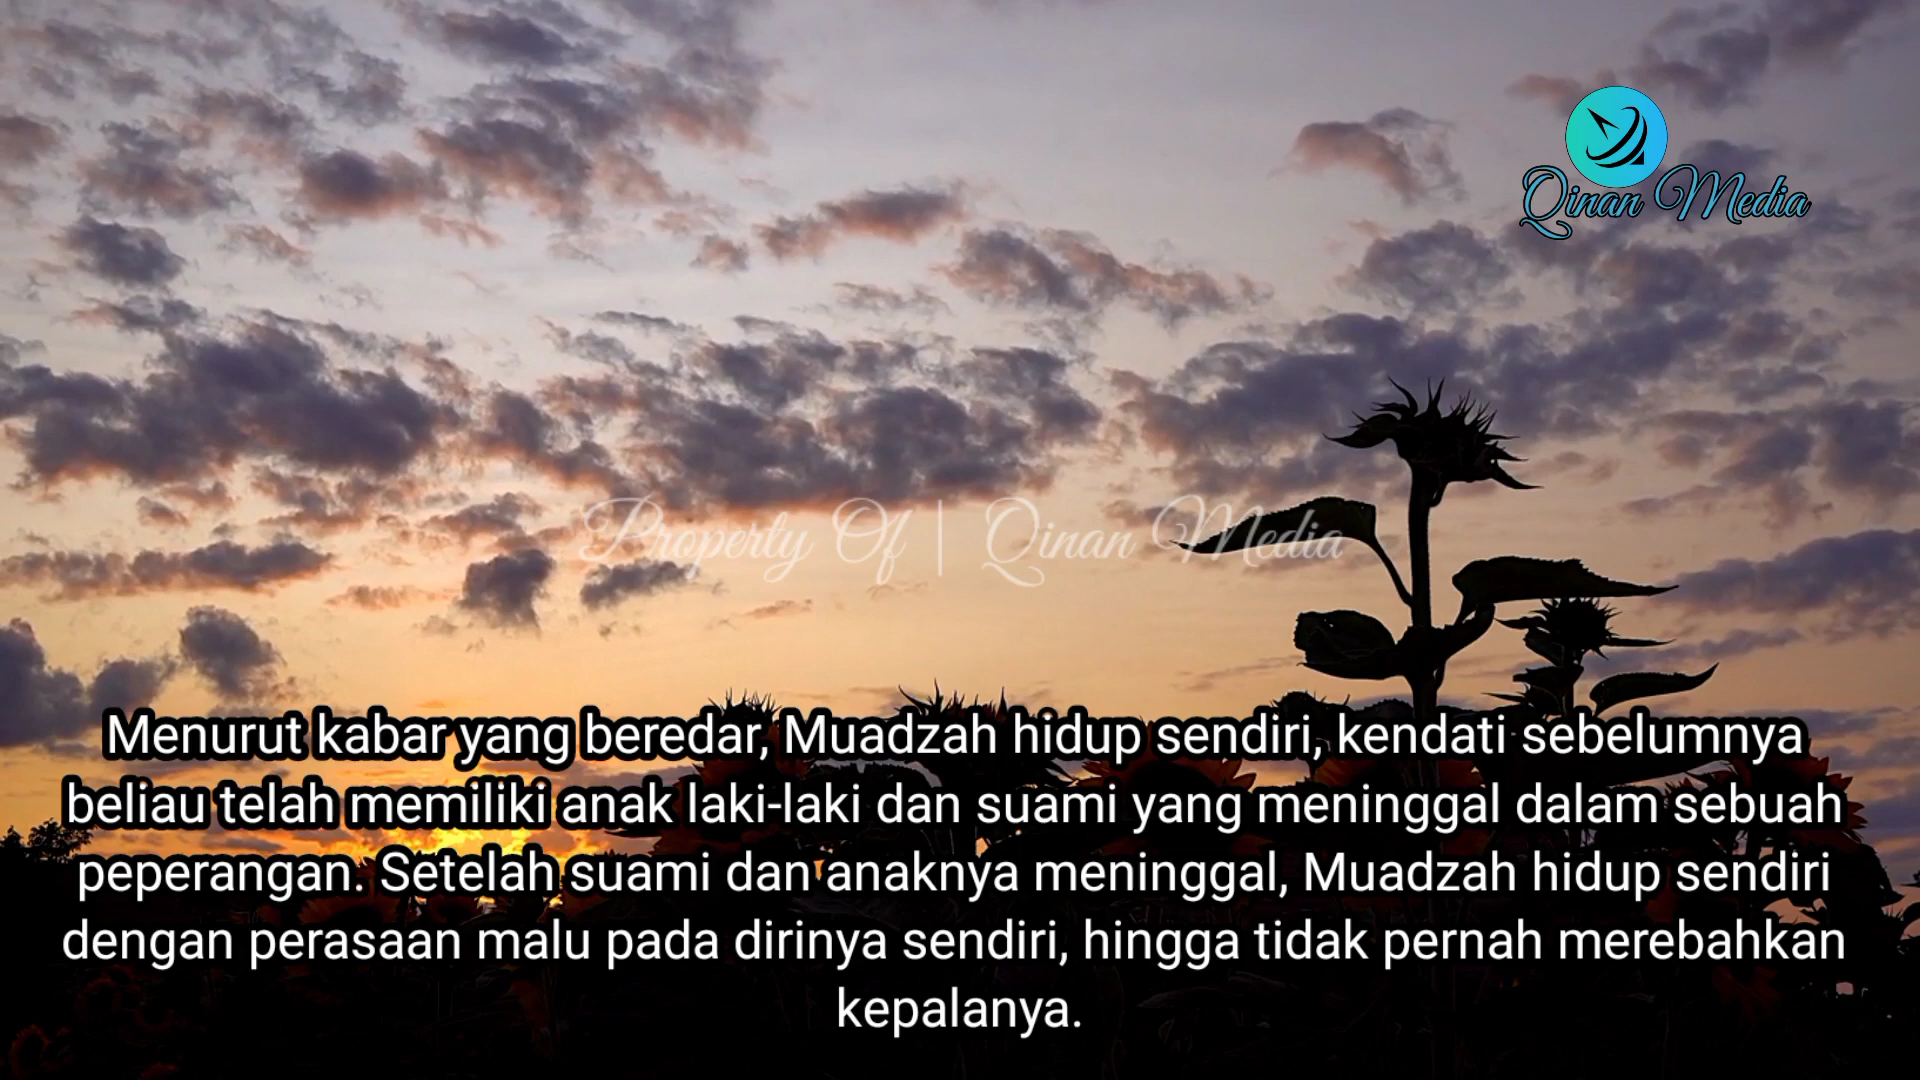 Qinan Media
Property Of | Qinan Media
Menurut kabar yang beredar, Muadzah hidup sendiri, kendati sebelumnya
beliau telah memiliki anak laki-laki dan suami yang meninggal dalam sebuah
peperangan. Setelah suami dan anaknya meninggal, Muadzah hidup sendiri
dengan perasaan malu pada dirinya sendiri, hingga tidak pernah merebahkan
kepalanya.